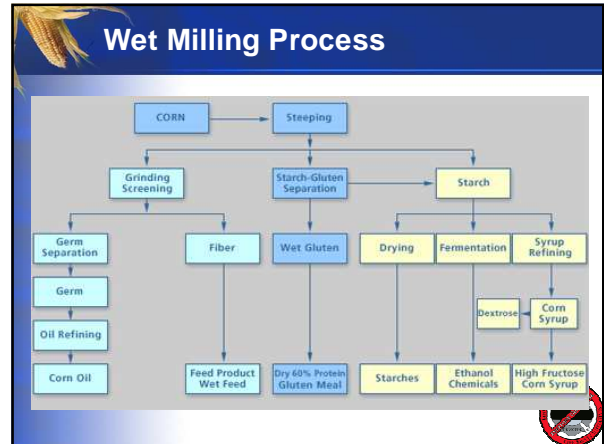 Wet Milling Process
CORN
Steeping
Grinding
Screening
Starch-Gluten
Separation
Starch
Germ
Separation
Fiber
Wet Gluten
Drying
Fermentation
Syrup
Refining
Germ
Dextrose
Corn
Syrup
Oil Refining
Corn Oil
Feed Product
Wet Feed
Dry 60% Protein
Gluten Meal
Starches
Ethanol
Chemicals
High Fructose
Corn Syrup